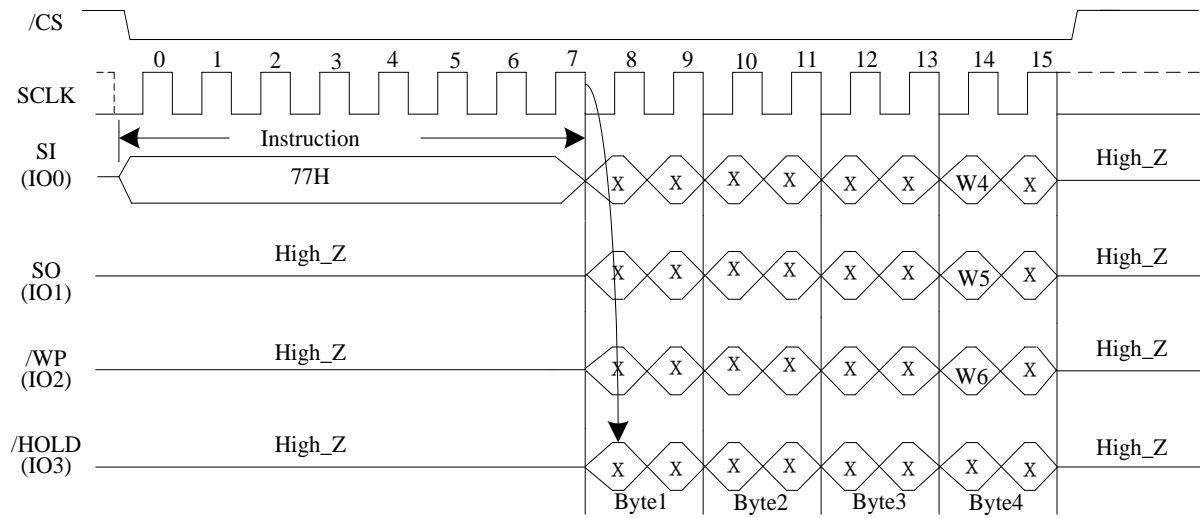 /CS
0 1 2 3 4 5 6 7 8 9 10 11 12 13 14 15
SCLK
Instruction
SI
(IO0)
77H
X X X X X X W4 X
High_Z
SO
(IO1)
High_Z
X X X X X X W5 X
High_Z
/WP
(IO2)
High_Z
X X X X X X W6 X
High_Z
/HOLD
(IO3)
High_Z
X X X X X X X X
High_Z
Byte1 Byte2 Byte3 Byte4